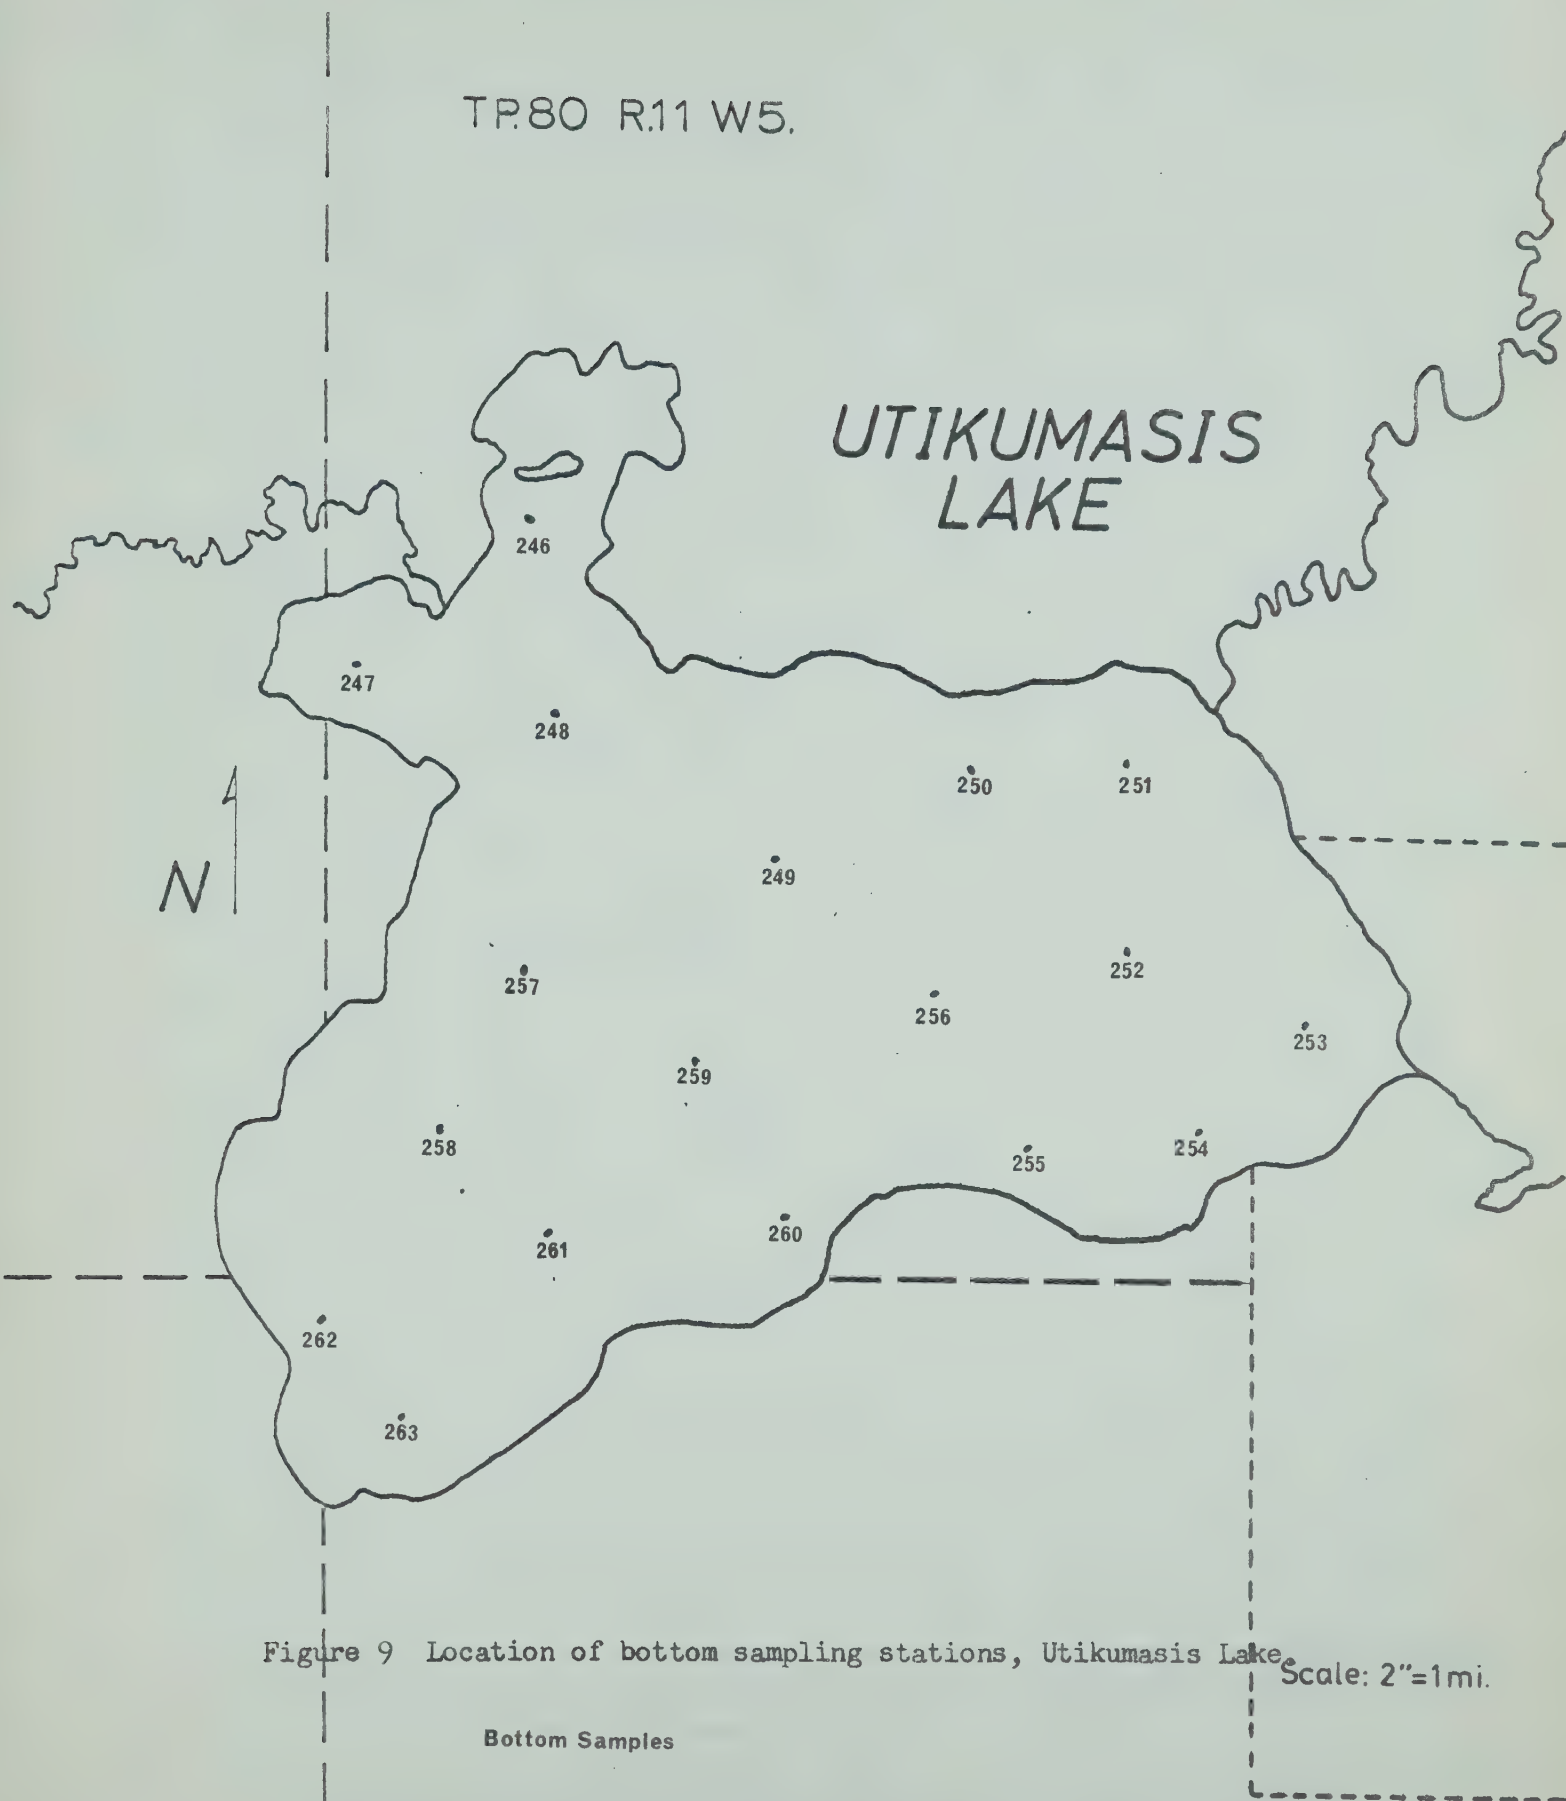 TP.80 R.11 W5.
UTIKUMASIS
LAKE
246
247
248
250
251
249
N
257
252
256
253
259
258
255
254
261
260
262
263
Figure 9 Location of bottom sampling stations, Utikumasis Lake.
Scale: 2"=1mi.
Bottom Samples